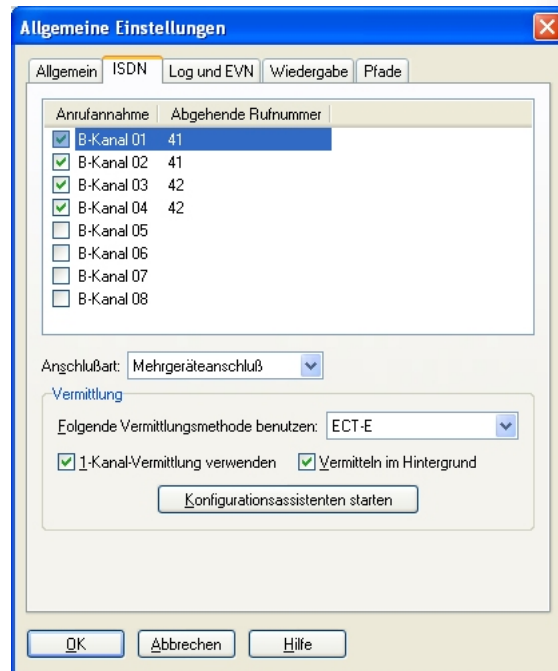 Allgemeine Einstellungen
Allgemein ISDN Log und EVN Wiedergabe Pfade
Anrufannahme Abgehende Rufnummer
B-Kanal 01 41
B-Kanal 02 41
B-Kanal 03 42
B-Kanal 04 42
B-Kanal 05
B-Kanal 06
B-Kanal 07
B-Kanal 08
Anschlußart: Mehrgeräteanschluß
Vermittlung
Folgende Vermittlungsmethode benutzen: ECT-E
1-Kanal-Vermittlung verwenden Vermitteln im Hintergrund
Konfigurationsassistenten starten
OK Abbrechen Hilfe